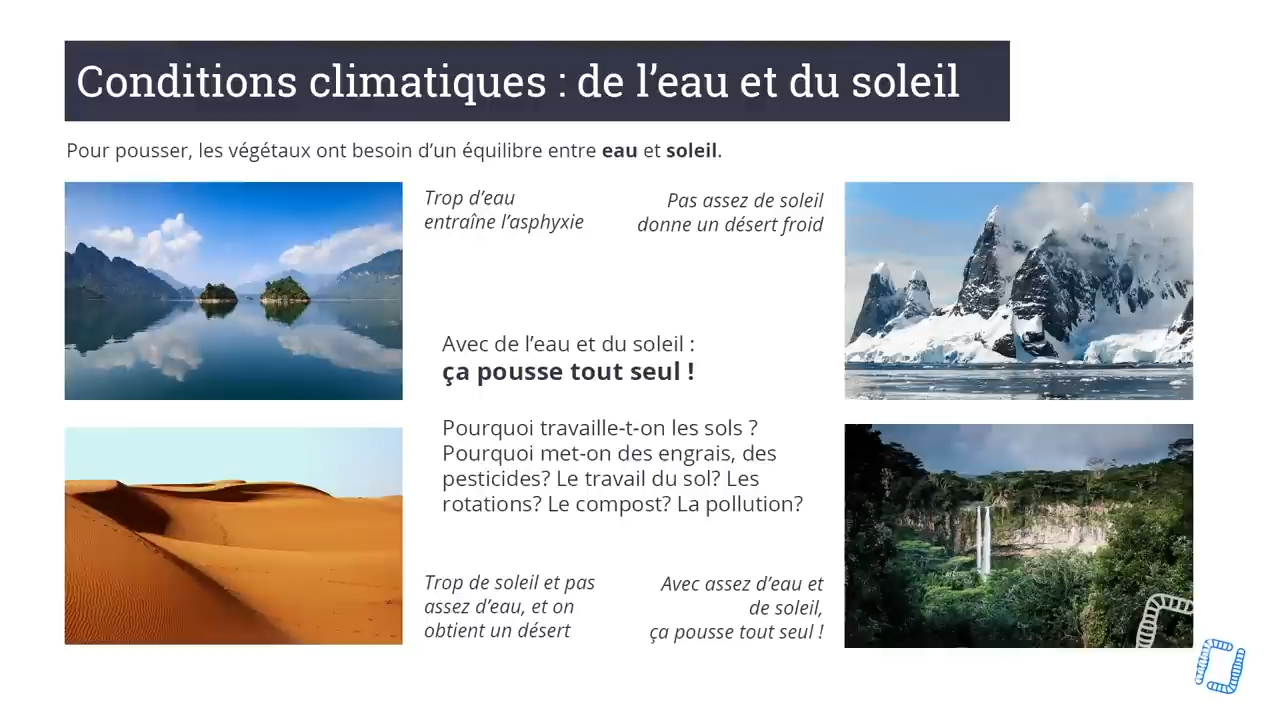 Conditions climatiques : de l’eau et du soleil
Pour pousser, les végétaux ont besoin d’un équilibre entre eau et soleil.
Trop d’eau
entraîne l’asphyxie
Pas assez de soleil
donne un désert froid
Avec de l’eau et du soleil :
ça pousse tout seul !
Pourquoi travaille-t-on les sols ?
Pourquoi met-on des engrais, des
pesticides? Le travail du sol? Les
rotations? Le compost? La pollution?
Trop de soleil et pas
assez d’eau, et on
obtient un désert
Avec assez d’eau et
de soleil,
ça pousse tout seul !